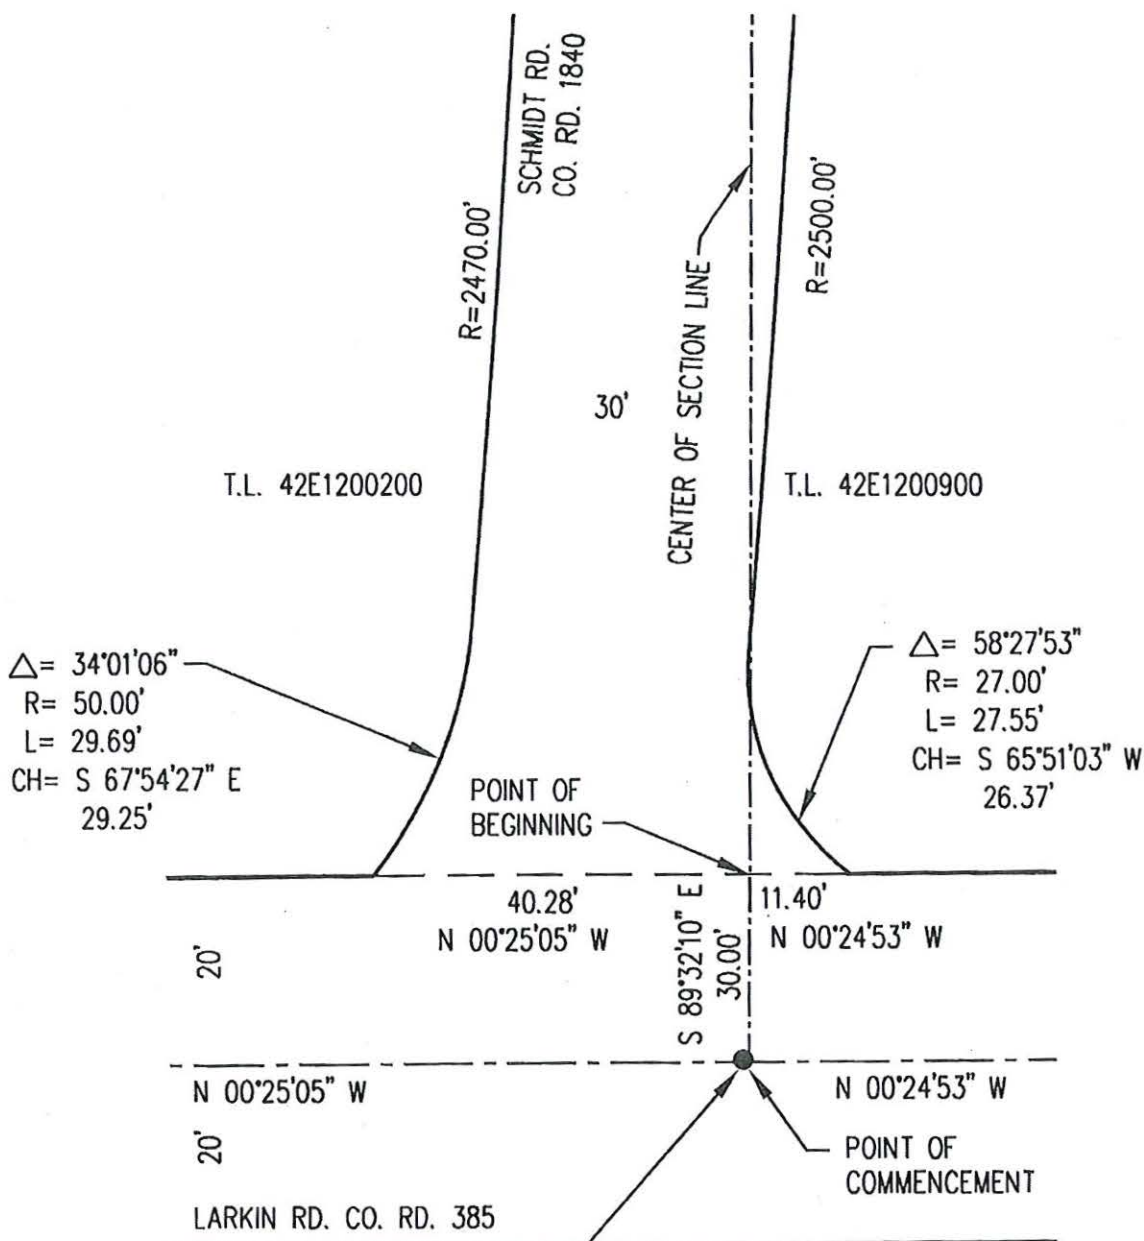 SCHMIDT RD.
CO. RD. 1840
R=2470.00'
CENTER OF SECTION LINE
R=2500.00'
30'
T.L. 42E1200200
T.L. 42E1200900
△= 34°01'06"
R= 50.00'
L= 29.69'
CH= S 67°54'27" E
29.25'
△= 58°27'53"
R= 27.00'
L= 27.55'
CH= S 65°51'03" W
26.37'
POINT OF
BEGINNING
40.28'
N 00°25'05" W
S 89°32'10" E
30.00'
11.40'
N 00°24'53" W
20'
N 00°25'05" W
N 00°24'53" W
20'
POINT OF
COMMENCEMENT
LARKIN RD. CO. RD. 385